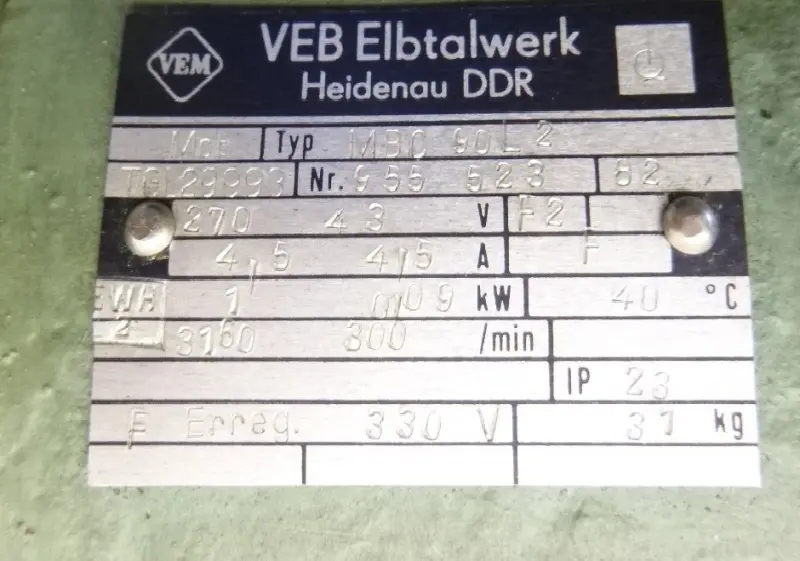 VEM VEB Elbtalwerk
Heidenau DDR
Mot Typ MBC 90 L 2
TGL 29993 Nr. 955 523 82
270 43 V F2
4,5 4,5 A F
1 0,09 kW 40 °C
2
3160 300 /min
IP 23
F Erreg. 330 V 31 kg